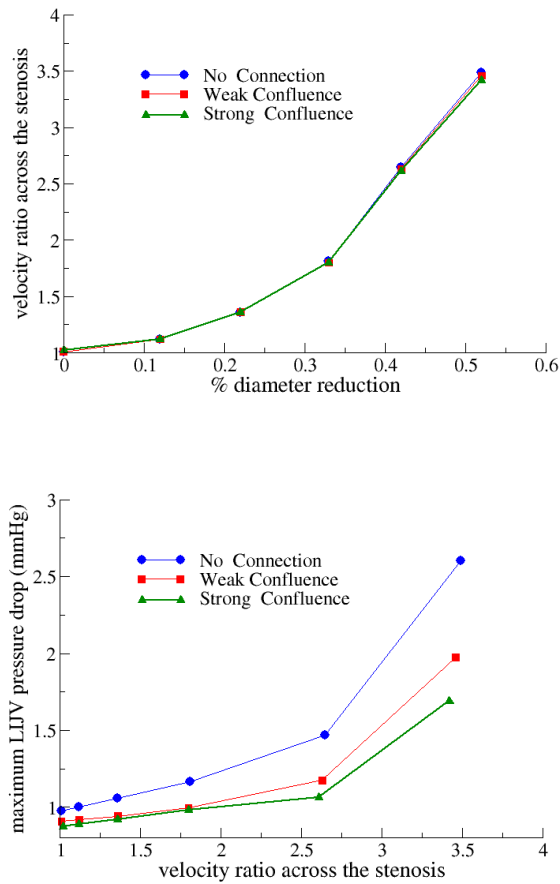 velocity ratio across the stenosis
4
3.5
3
2.5
2
1.5
1
No Connection
Weak Confluence
Strong Confluence
0 0.1 0.2 0.3 0.4 0.5 0.6
% diameter reduction
maximum LIJV pressure drop (mmHg)
3
2.5
2
1.5
1
No Connection
Weak Confluence
Strong Confluence
1 1.5 2 2.5 3 3.5 4
velocity ratio across the stenosis